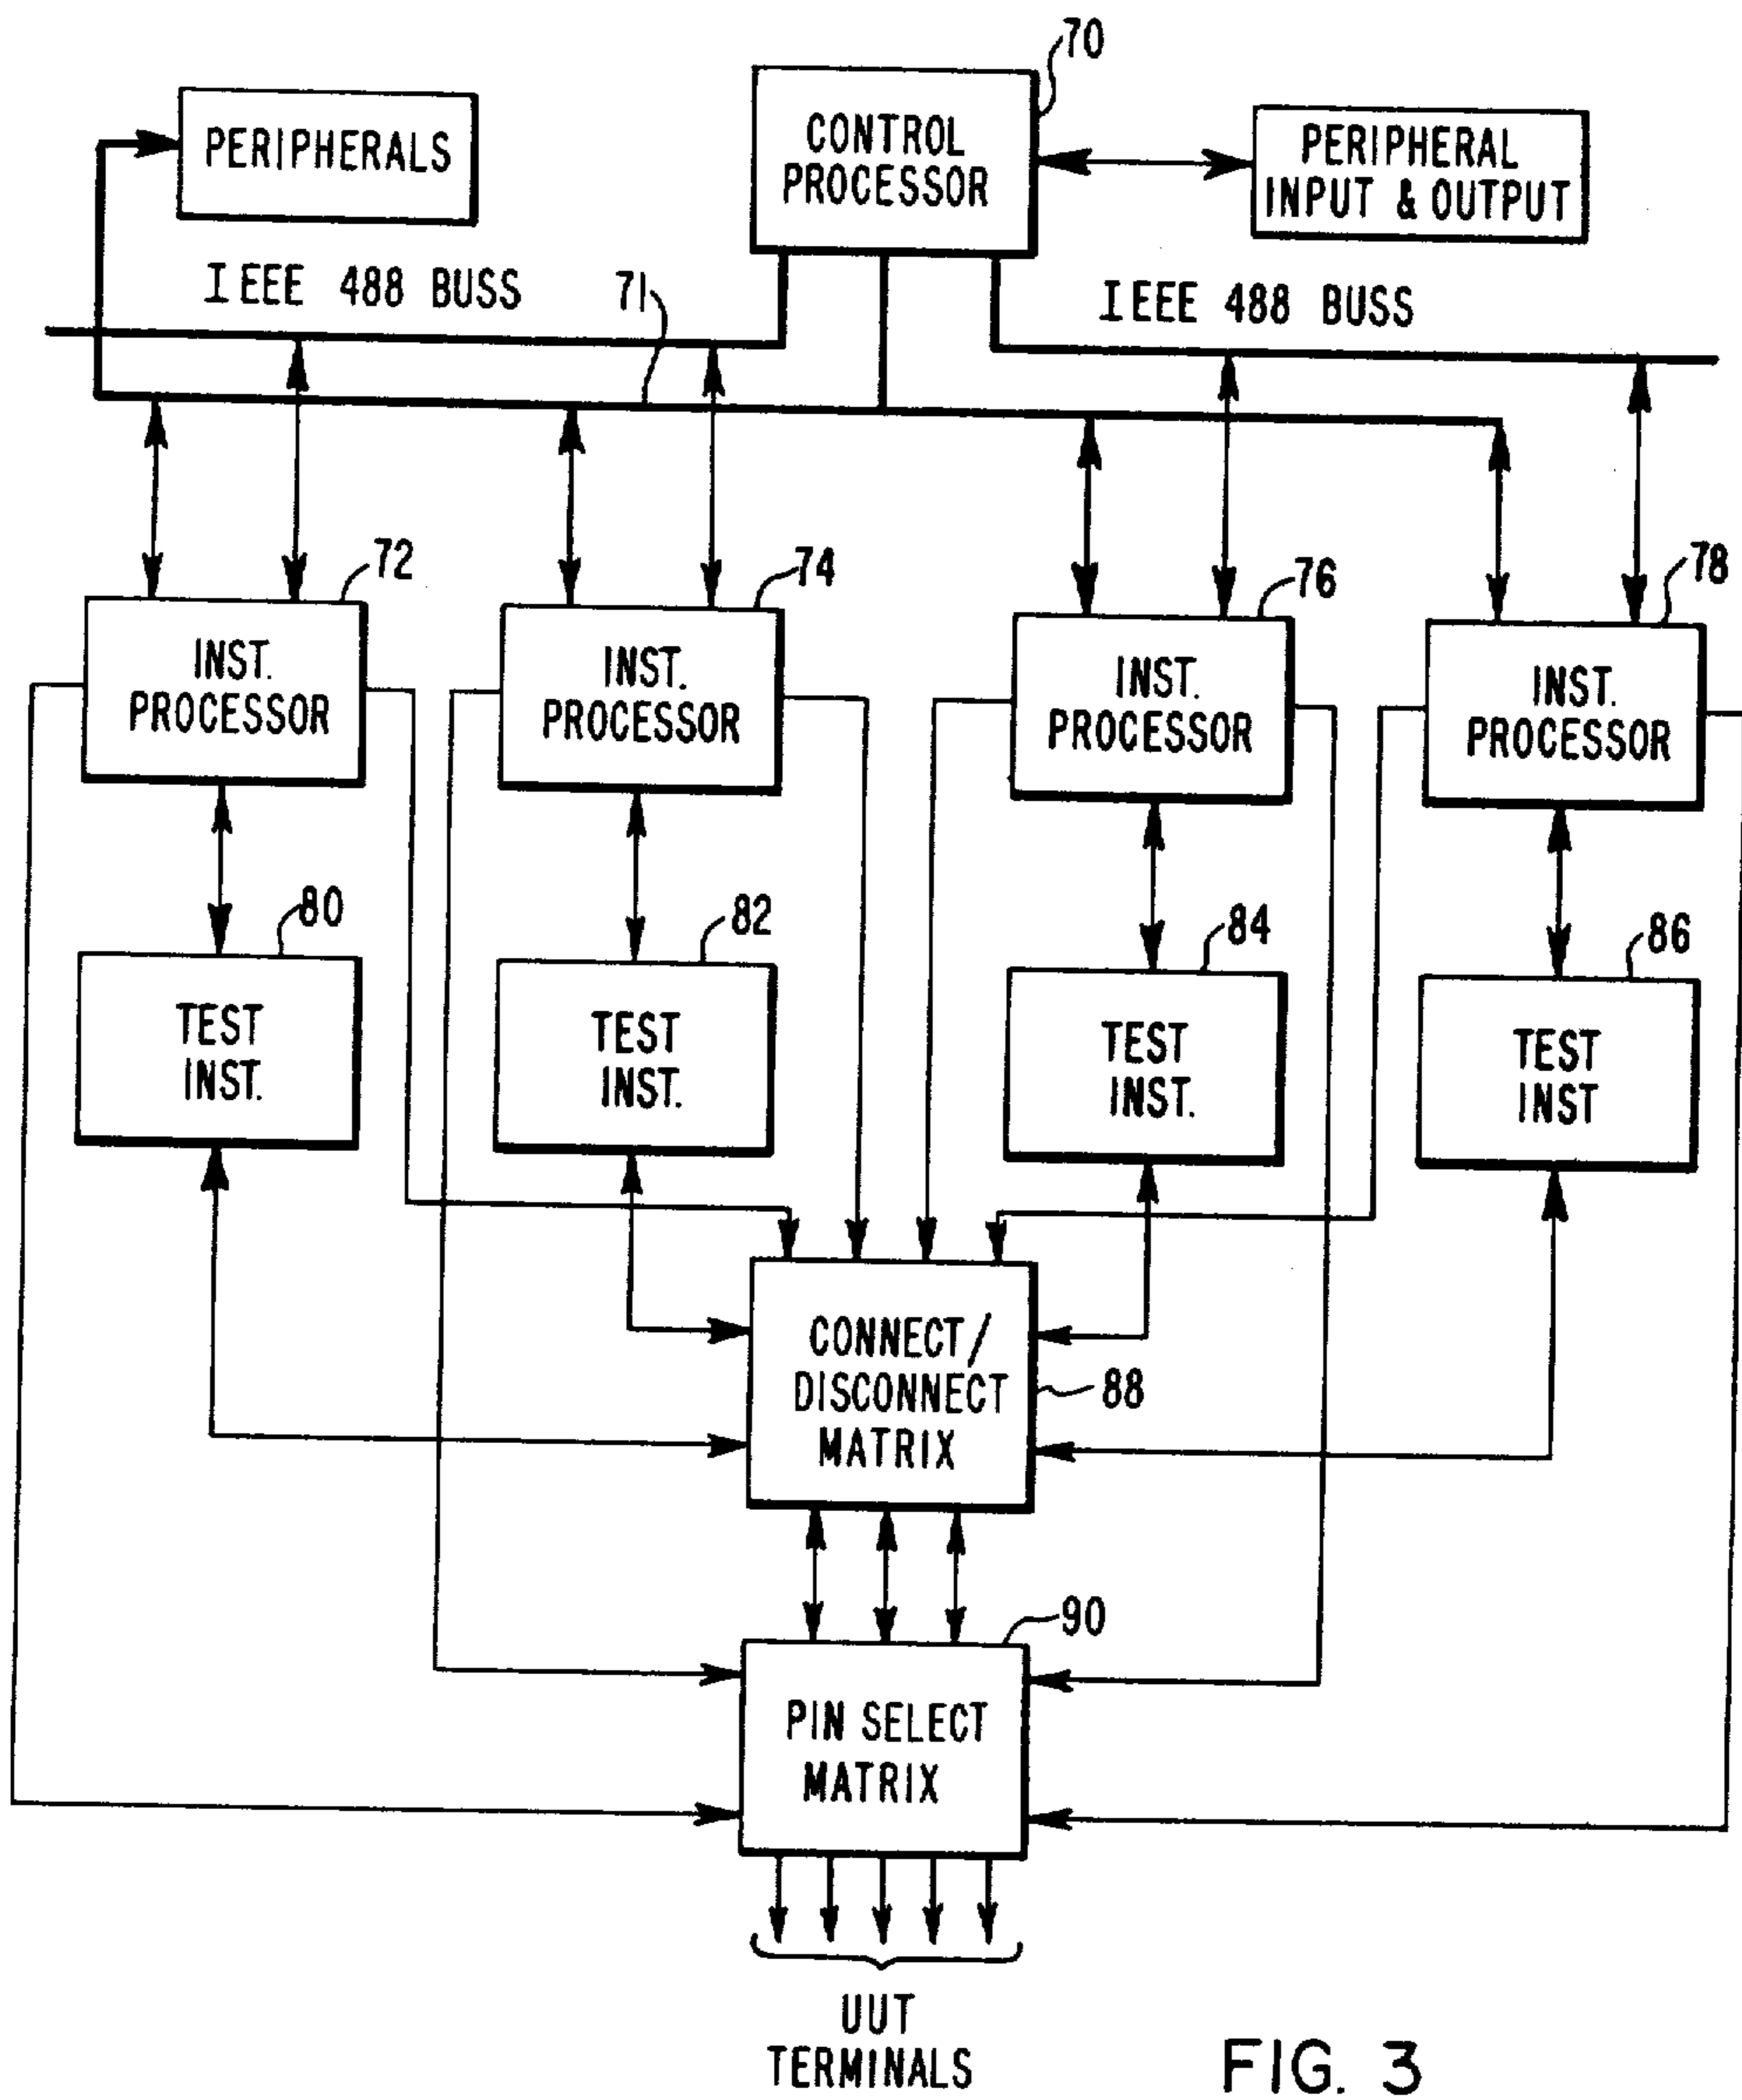 70
PERIPHERALS
CONTROL
PROCESSOR
PERIPHERAL
INPUT & OUTPUT
IEEE 488 BUSS
71
IEEE 488 BUSS
72
74
76
78
INST.
PROCESSOR
INST.
PROCESSOR
INST.
PROCESSOR
INST.
PROCESSOR
80
82
84
86
TEST
INST.
TEST
INST.
TEST
INST.
TEST
INST
CONNECT/
DISCONNECT
MATRIX
88
90
PIN SELECT
MATRIX
UUT
TERMINALS
FIG. 3